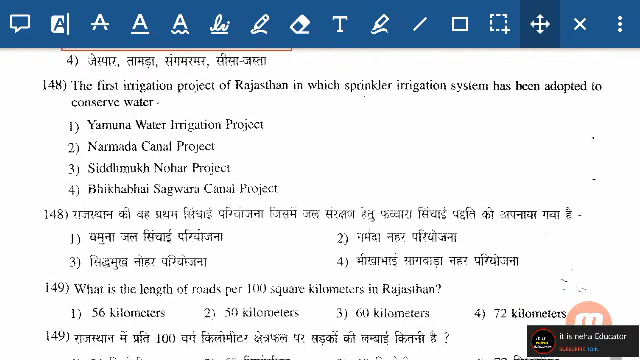 4) जेस्पार, तामड़ा, संगमरमर, सीसा-जस्ता
148) The first irrigation project of Rajasthan in which sprinkler irrigation system has been adopted to
conserve water -
1) Yamuna Water Irrigation Project
2) Narmada Canal Project
3) Siddhmukh Nohar Project
4) Bhikhabhai Sagwara Canal Project
148) राजस्थान की वह प्रथम सिंचाई परियोजना जिसमें जल संरक्षण हेतु फव्वारा सिंचाई पद्धति को अपनाया गया है -
1) यमुना जल सिंचाई परियोजना 2) नर्मदा नहर परियोजना
3) सिद्धमुख नोहर परियोजना 4) भीखाभाई सागवाड़ा नहर परियोजना
149) What is the length of roads per 100 square kilometers in Rajasthan?
1) 56 kilometers 2) 50 kilometers 3) 60 kilometers 4) 72 kilometers
149) राजस्थान में प्रति 100 वर्ग किलोमीटर क्षेत्रफल पर सड़कों की लम्बाई कितनी है ?
it is neha Educator